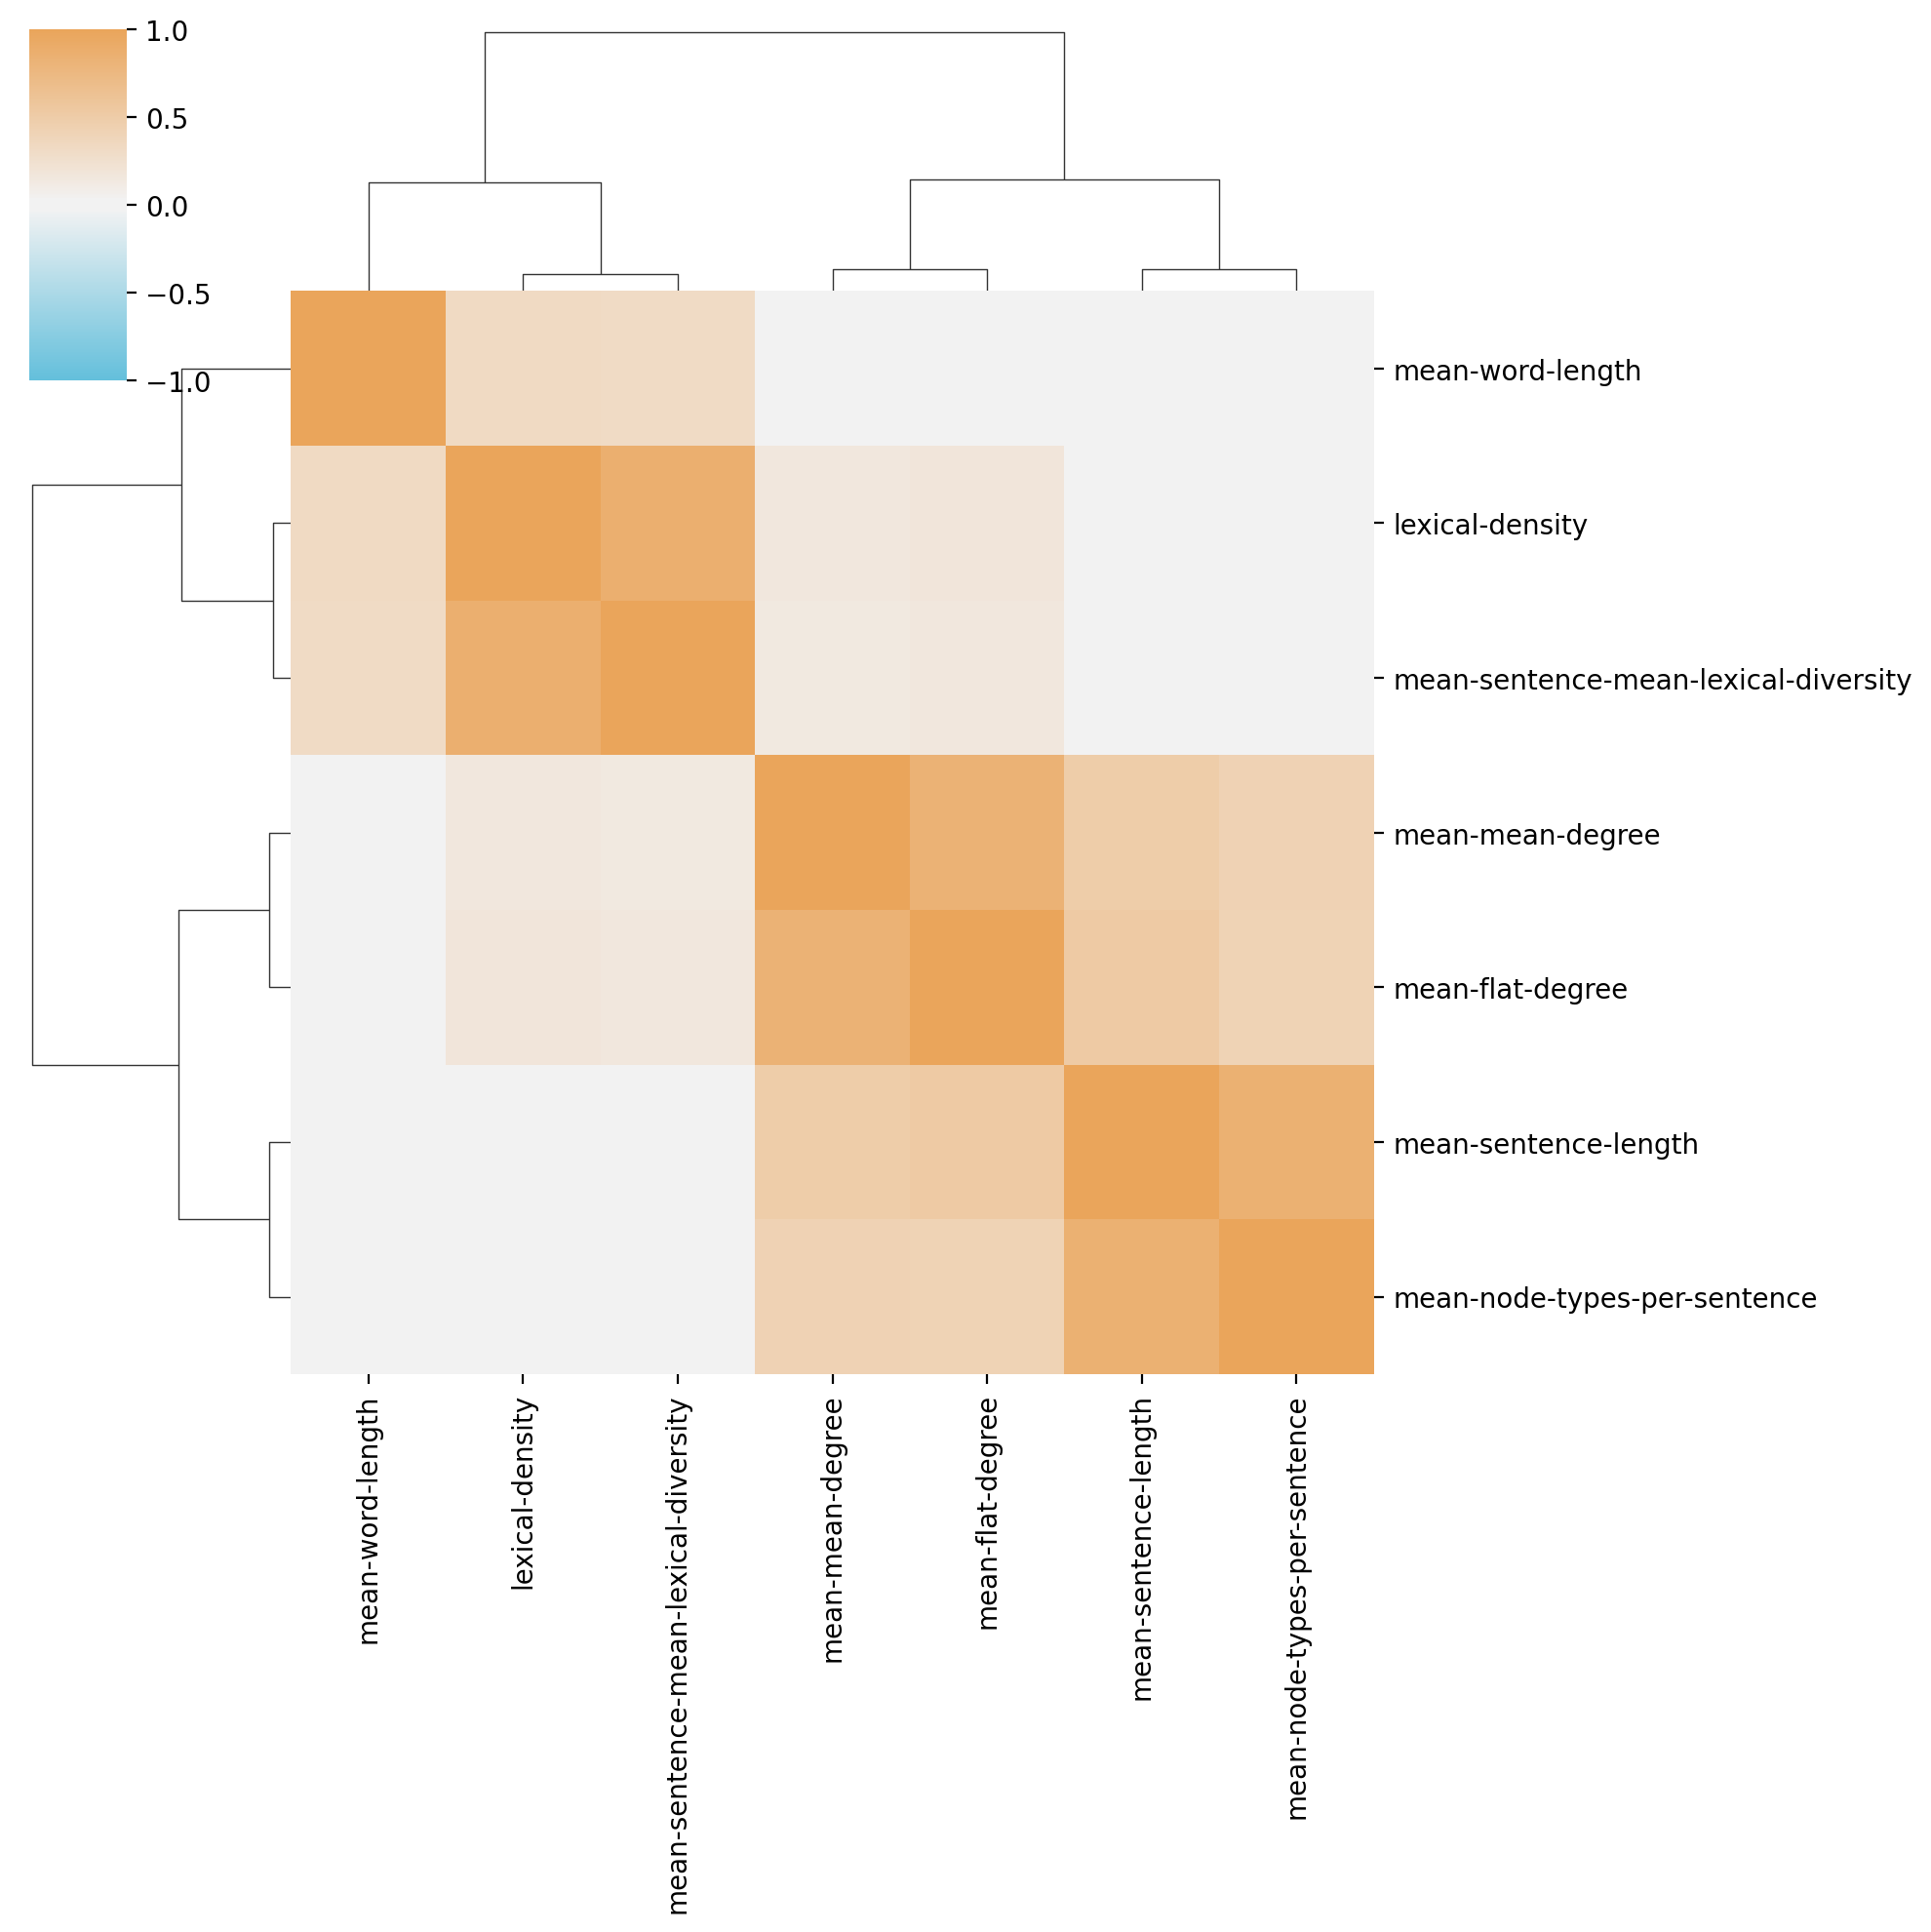 1.0
0.5
0.0
−0.5
−1.0
mean-word-length
lexical-density
mean-sentence-mean-lexical-diversity
mean-mean-degree
mean-flat-degree
mean-sentence-length
mean-node-types-per-sentence
mean-word-length
lexical-density
mean-sentence-mean-lexical-diversity
mean-mean-degree
mean-flat-degree
mean-sentence-length
mean-node-types-per-sentence